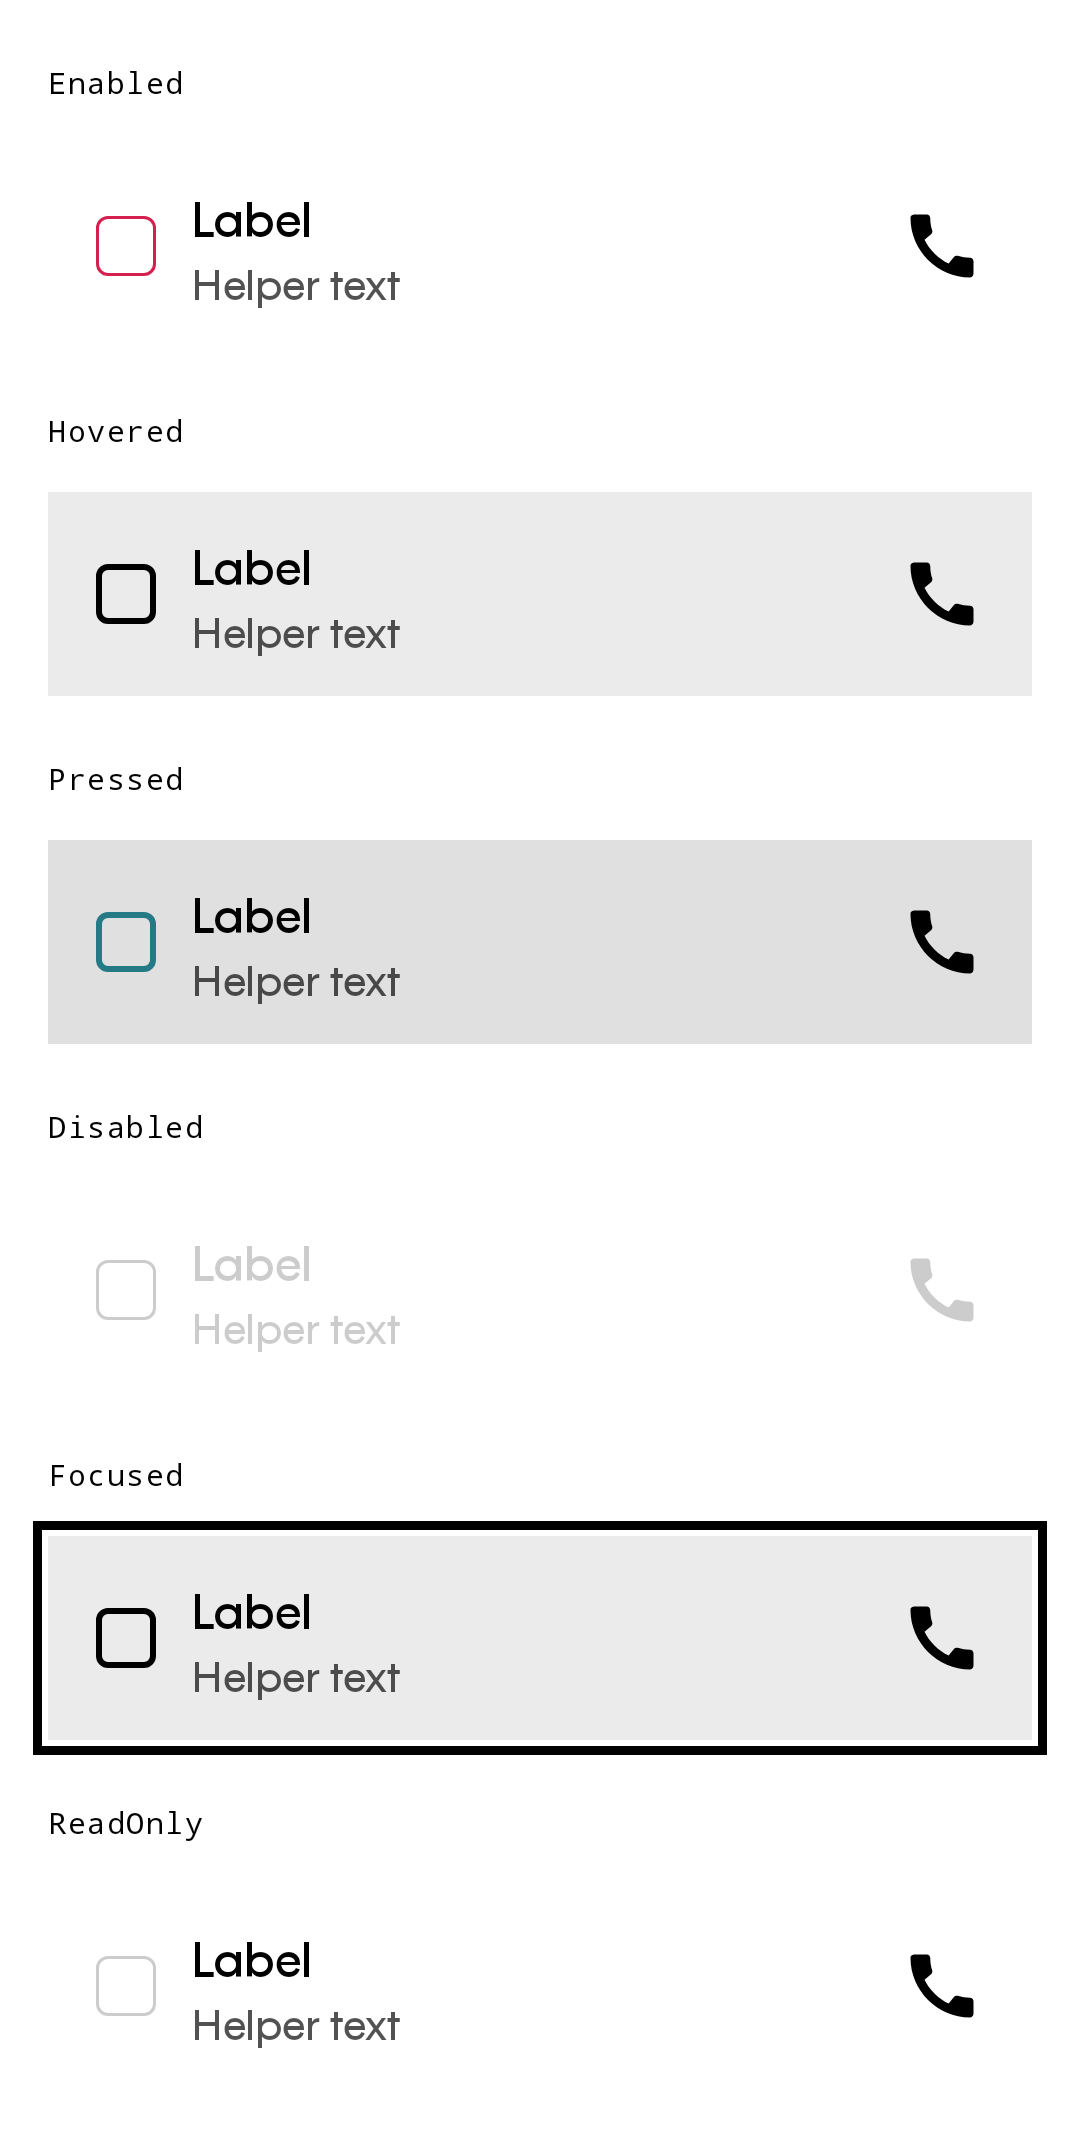 Enabled
Label
Helper text
Hovered
Label
Helper text
Pressed
Label
Helper text
Disabled
Label
Helper text
Focused
Label
Helper text
ReadOnly
Label
Helper text